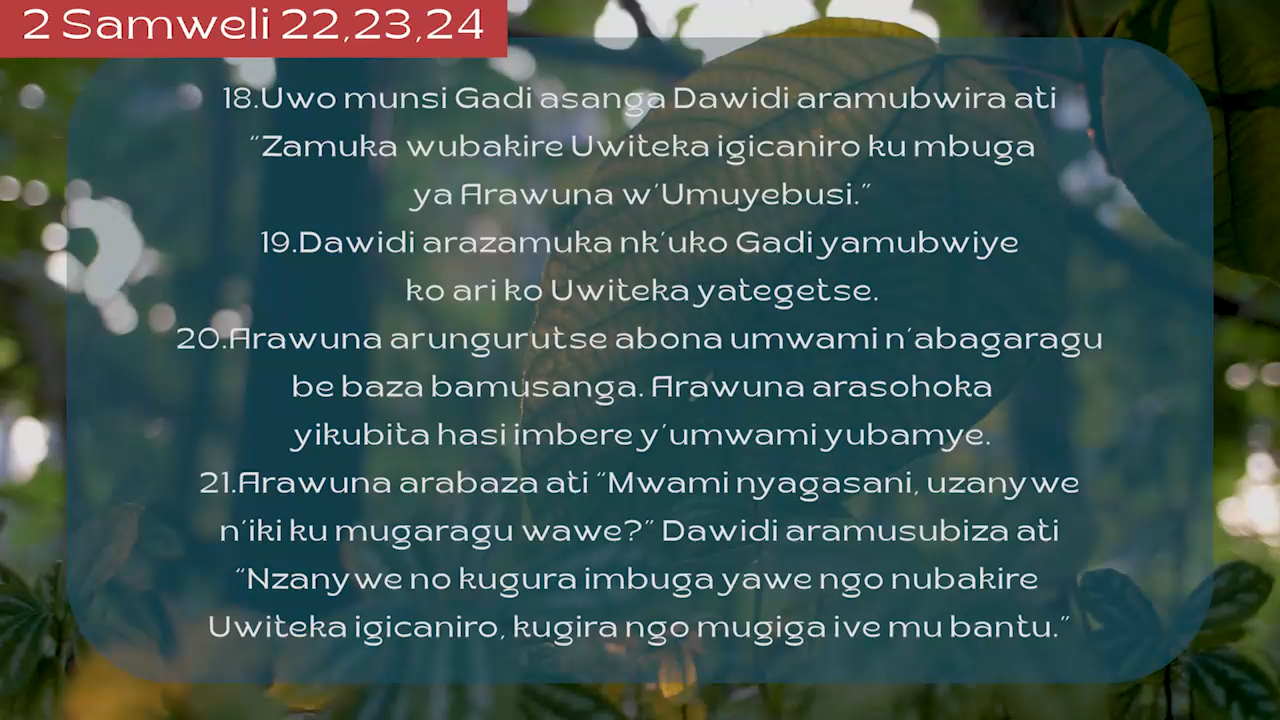 2 Samweli 22,23,24
18.Uwo munsi Gadi asanga Dawidi aramubwira ati
“Zamuka wubakire Uwiteka igicaniro ku mbuga
ya Arawuna w’Umuyebusi.”
19.Dawidi arazamuka nk’uko Gadi yamubwiye
ko ari ko Uwiteka yategetse.
20.Arawuna arungurutse abona umwami n’abagaragu
be baza bamusanga. Arawuna arasohoka
yikubita hasi imbere y’umwami yubamye.
21.Arawuna arabaza ati “Mwami nyagasani, uzanywe
n’iki ku mugaragu wawe?” Dawidi aramusubiza ati
“Nzanywe no kugura imbuga yawe ngo nubakire
Uwiteka igicaniro, kugira ngo mugiga ive mu bantu.”